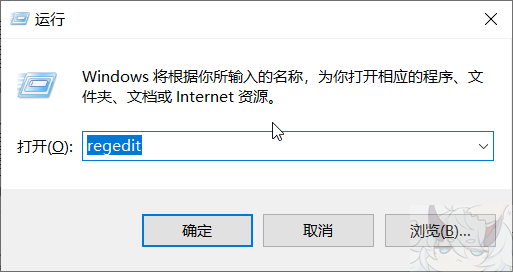 运行
Windows 将根据你所输入的名称，为你打开相应的程序、文
件夹、文档或 Internet 资源。
打开(O): regedit
确定 取消 浏览(B)...